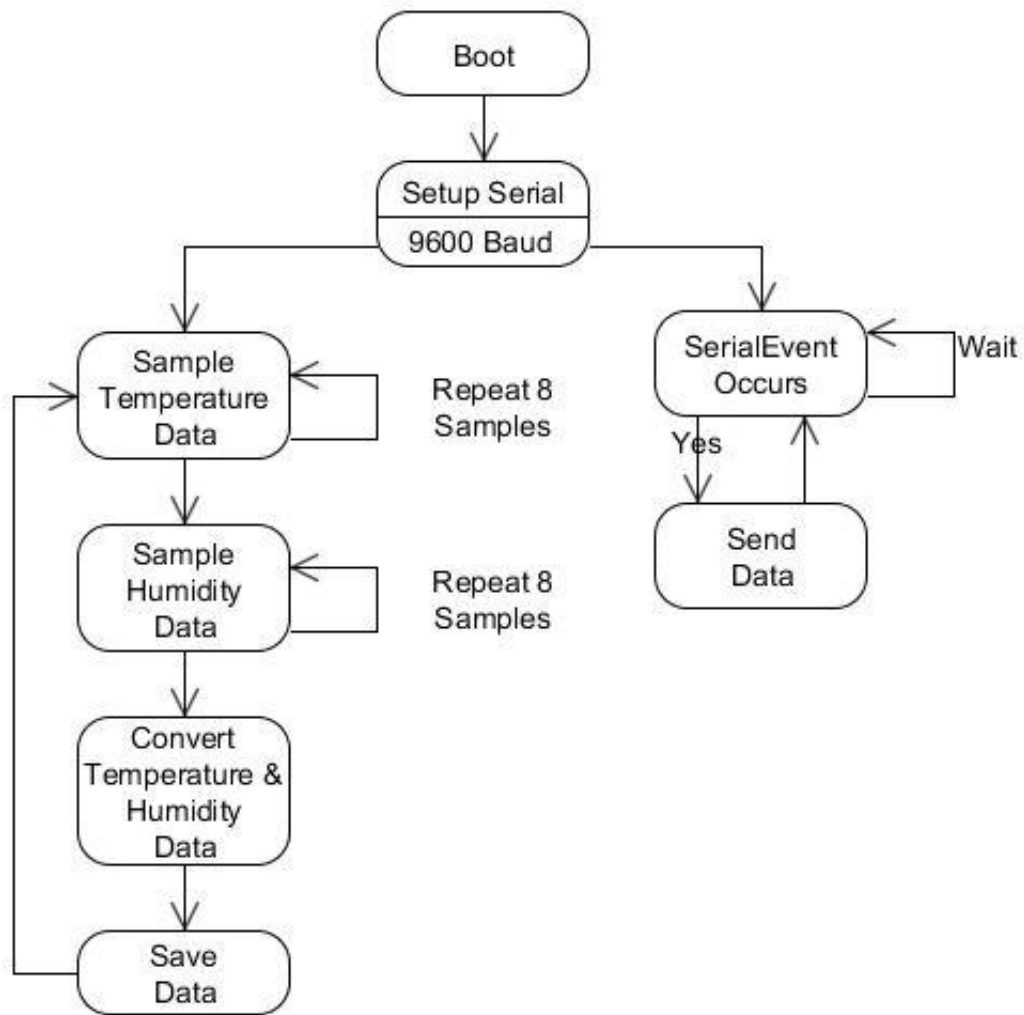 Boot
Setup Serial
9600 Baud
Sample
Temperature
Data
Repeat 8
Samples
SerialEvent
Occurs
Wait
Yes
Sample
Humidity
Data
Repeat 8
Samples
Send
Data
Convert
Temperature &
Humidity
Data
Save
Data